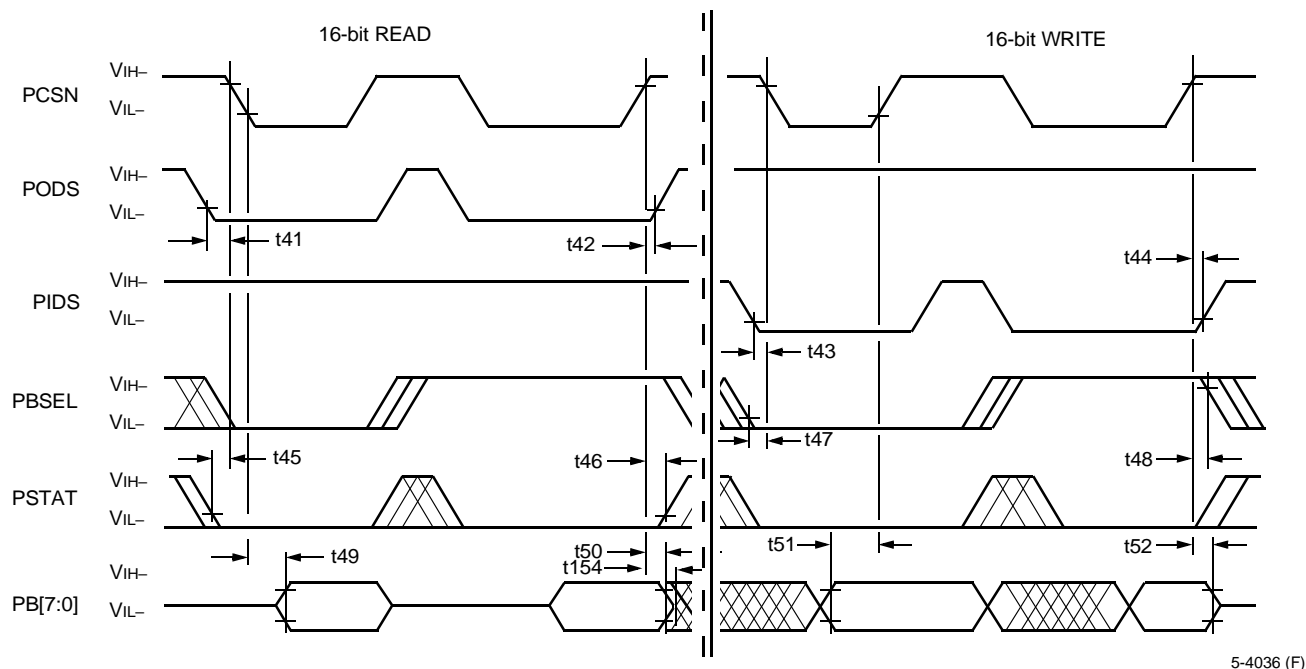 16-bit READ
16-bit WRITE
PCSN
VIH–
VIL–
PODS
VIH–
VIL–
t41
t42
t44
PIDS
VIH–
VIL–
t43
PBSEL
VIH–
VIL–
t45
t46
t47
t48
PSTAT
VIH–
VIL–
t49
t50
t154
t51
t52
PB[7:0]
VIH–
VIL–
5-4036 (F)